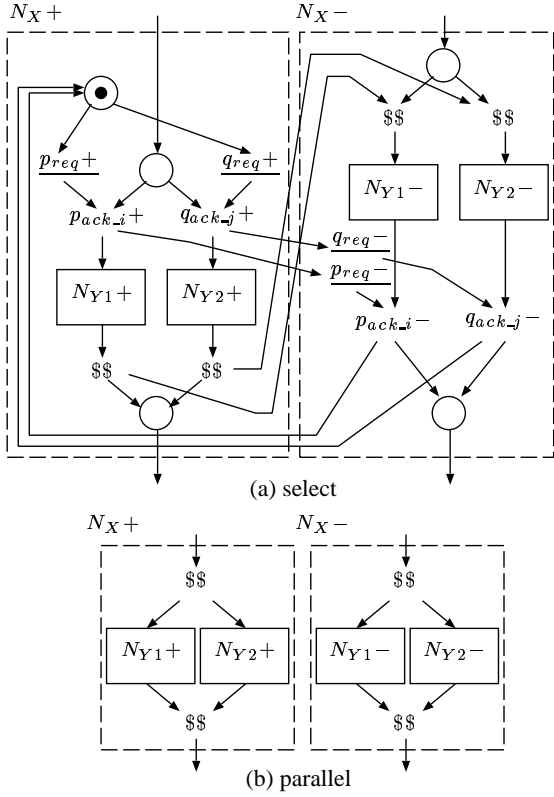 N_X+ N_X−
$$ $$
p_req+ q_req+
N_Y1− N_Y2−
p_ack_i+ q_ack_j+
q_req−
p_req−
N_Y1+ N_Y2+
p_ack_i− q_ack_j−
$$ $$
(a) select
N_X+ N_X−
$$ $$
N_Y1+ N_Y2+ N_Y1− N_Y2−
$$ $$
(b) parallel